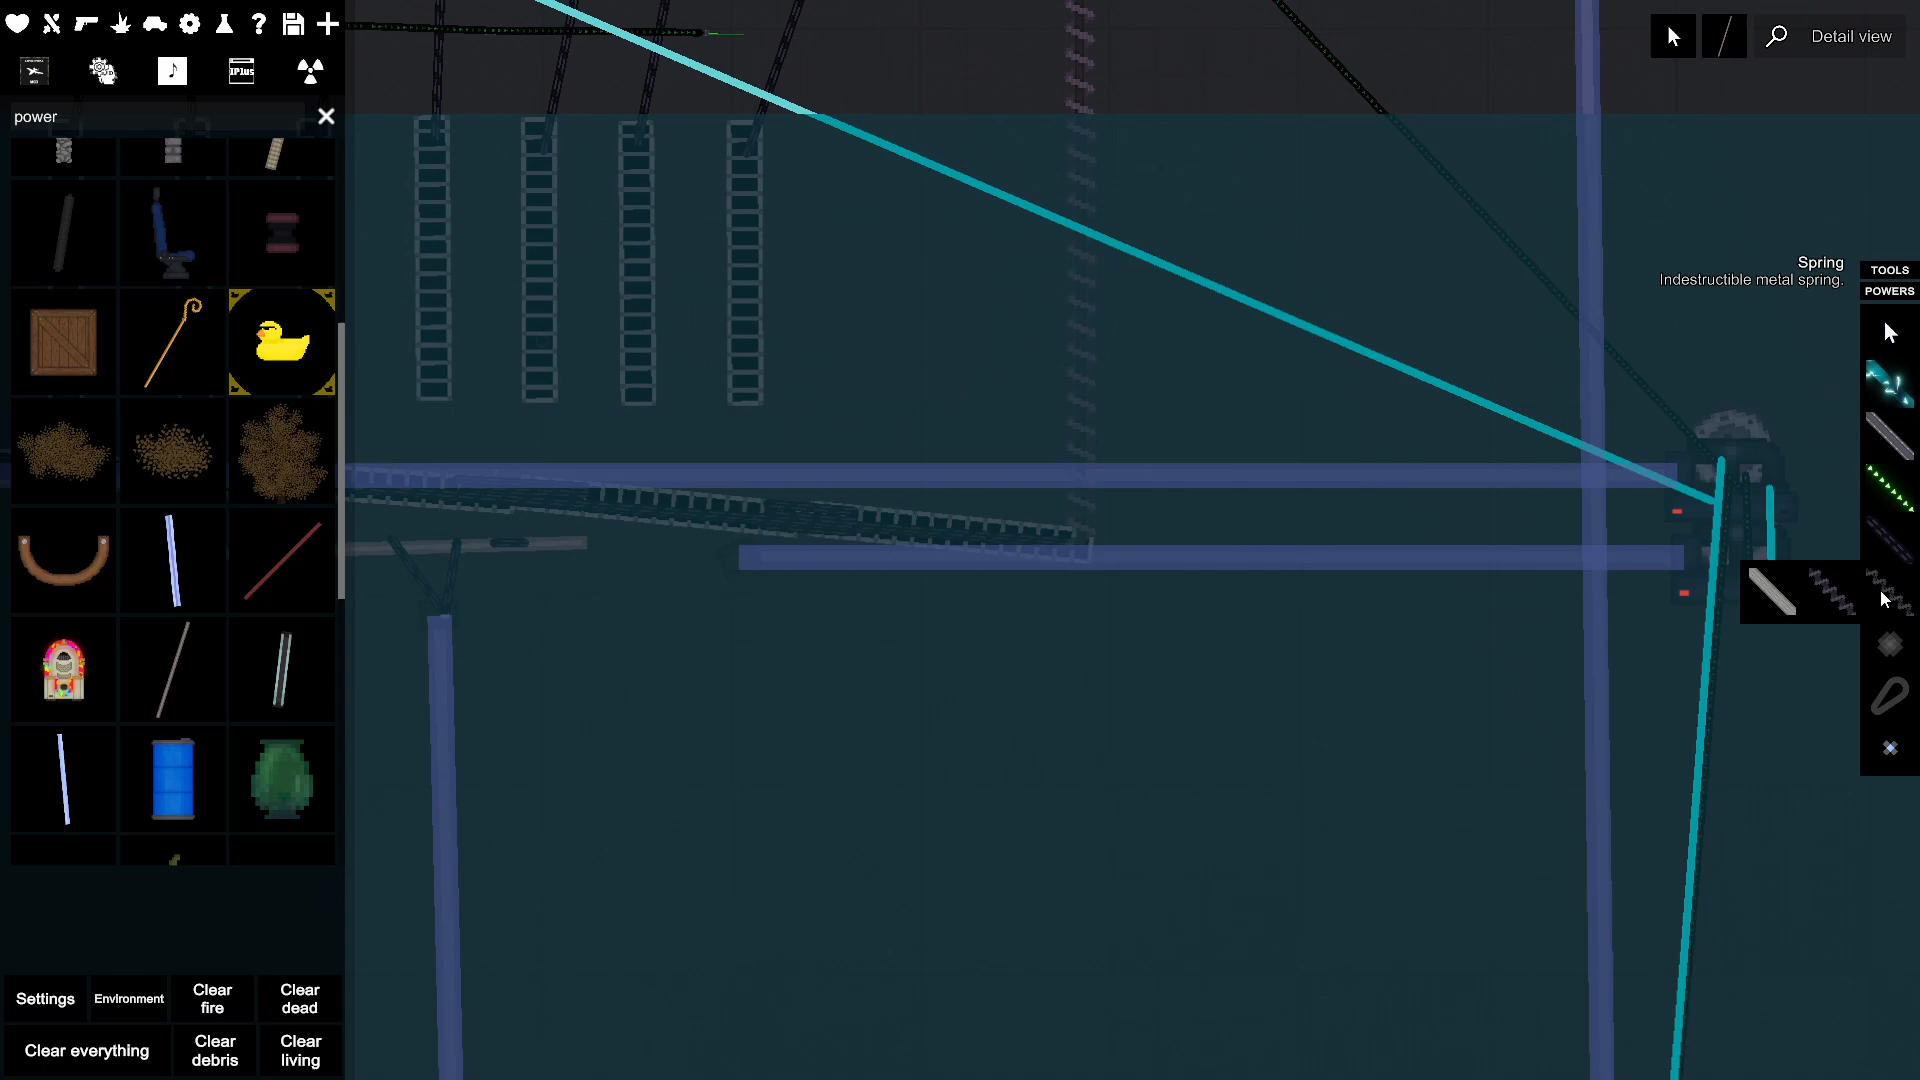 IPlus
Detail view
power
Spring
Indestructible metal spring.
TOOLS
POWERS
Settings
Environment
Clear
fire
Clear
dead
Clear everything
Clear
debris
Clear
living